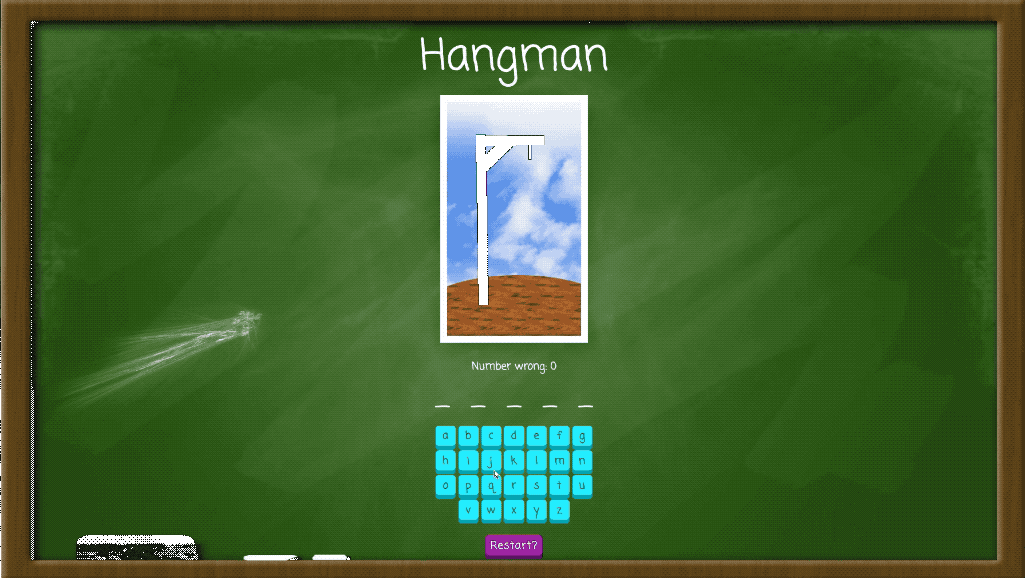 Hangman
Number wrong: 0
_ _ _ _ _
a b c d e f g
h i j k l m n
o p q r s t u
v w x y z
Restart?